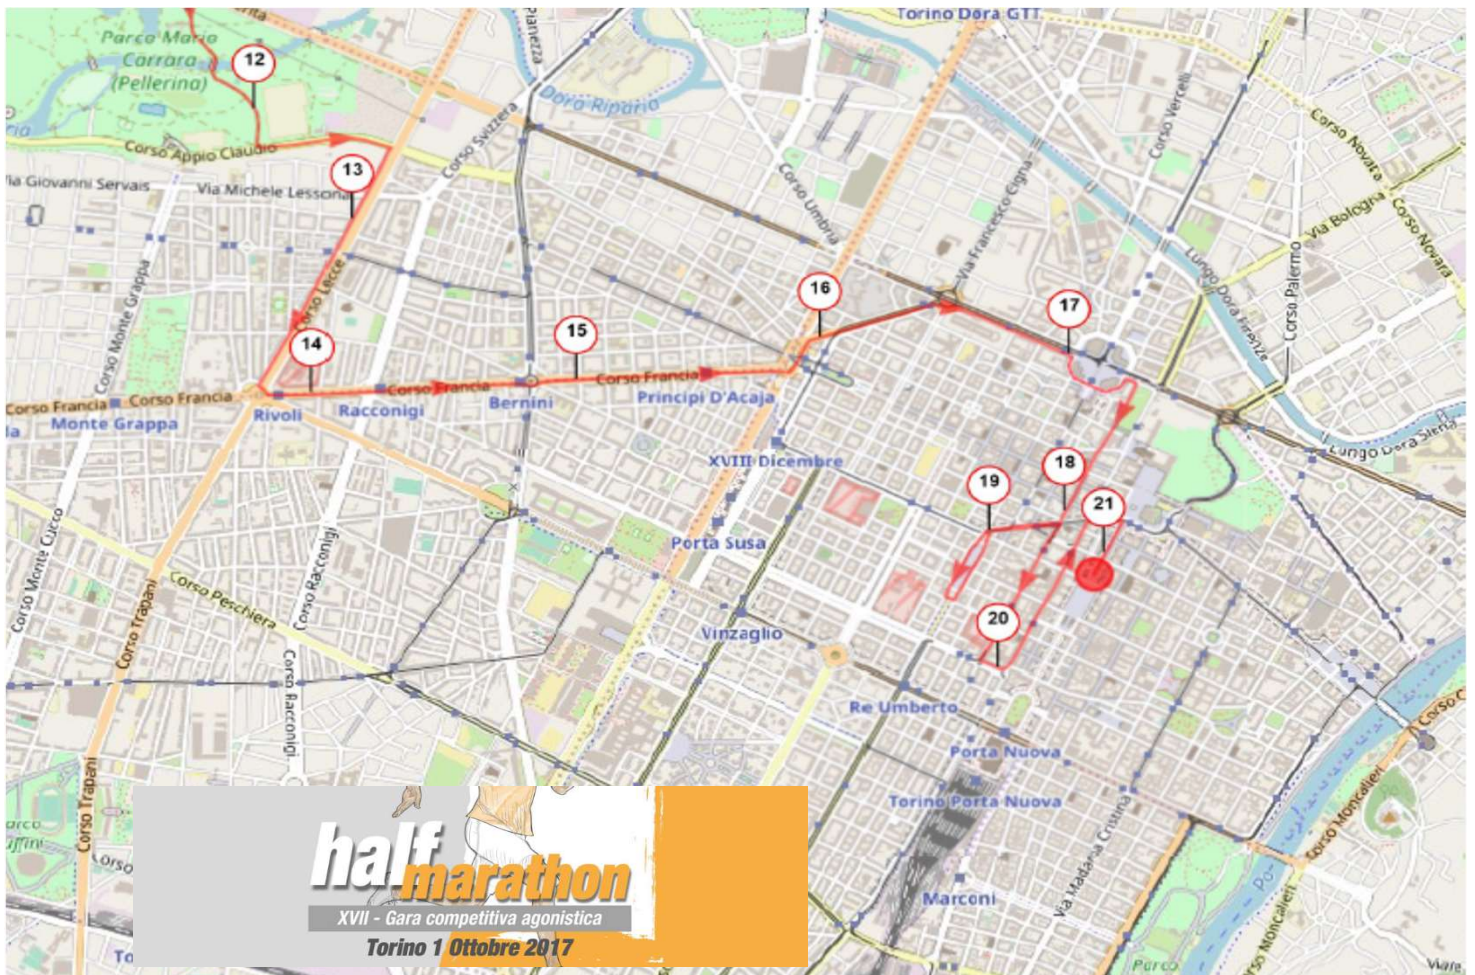 Torino Dora GTT
Pianezza
Parco Mario
Carrara
(Pellerina)
12
Dora Riparia
Corso Svizzera
Corso Vercelli
Corso Novara
Corso Appio Claudio
13
Via Giovanni Servais
Via Michele Lessona
Corso Umbria
Via Francesco Cigna
Via Bologna
Corso Novara
Lungo Dora Firenze
Corso Palermo
Corso Monte Grappa
Corso Lecce
16
17
14
15
Corso Francia
Corso Francia
Corso Francia
Corso Francia
Monte Grappa
Rivoli
Racconigi
Bernini
Principi D'Acaja
Lungo Dora Siena
XVIII Dicembre
18
19
21
Porta Susa
Corso Monte Cucco
Corso Racconigi
Corso Peschiera
Corso Trapani
20
Vinzaglio
Corso Racconigi
Re Umberto
Porta Nuova
Torino Porta Nuova
Corso Trapani
Via Madama Cristina
Corso Moncalieri
Marconi
Corso
Po
half
marathon
XVII - Gara competitiva agonistica
Torino 1 Ottobre 2017
To
Parco